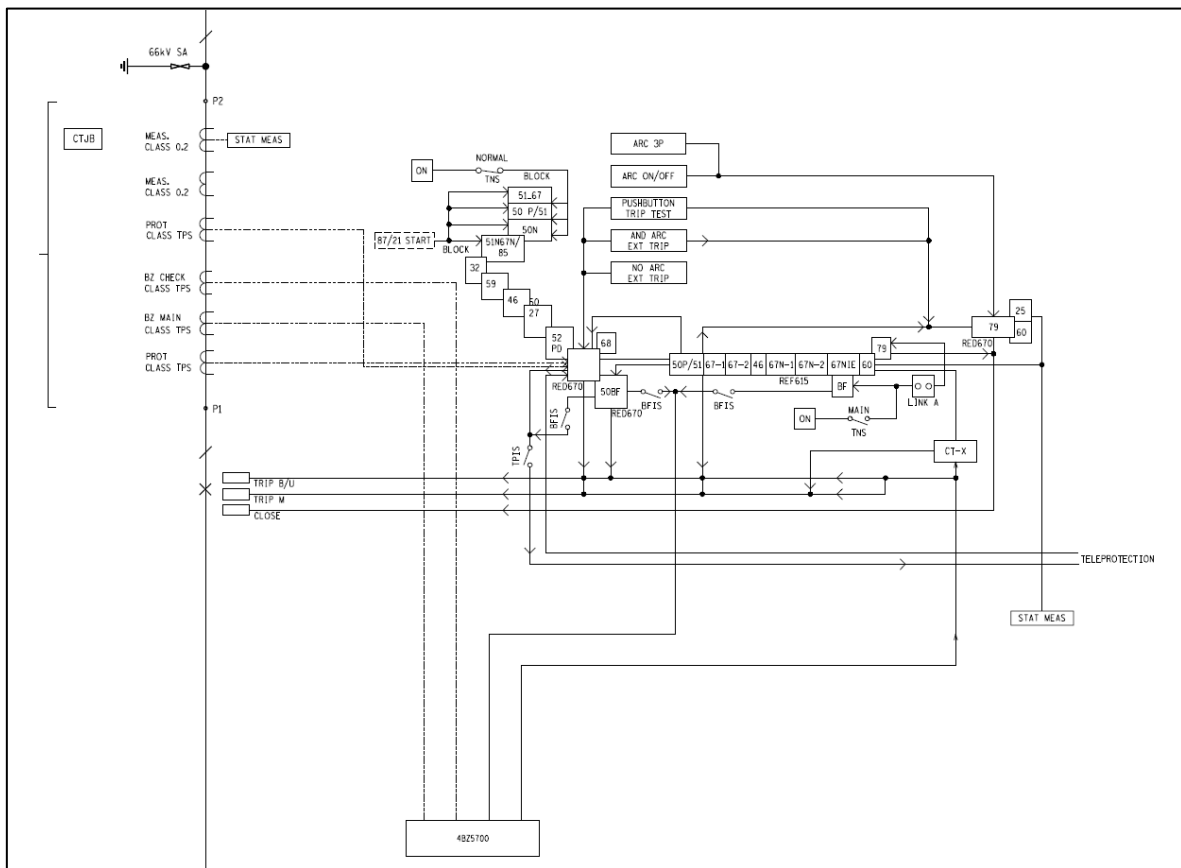 66kV SA
P2
CTJB
MEAS.
CLASS 0.2
STAT MEAS
MEAS.
CLASS 0.2
PROT
CLASS TPS
BZ CHECK
CLASS TPS
BZ MAIN
CLASS TPS
PROT
CLASS TPS
P1
TRIP B/U
TRIP M
CLOSE
ON
NORMAL
TNS
BLOCK
51_67
50 P/51
50N
87/21 START
BLOCK
51N67N/
85
32
59
46
50
27
52
PD
68
RED670
50BF
RED670
BFIS
BFIS
BFIS
TPIS
ARC 3P
ARC ON/OFF
PUSHBUTTON
TRIP TEST
AND ARC
EXT TRIP
NO ARC
EXT TRIP
25
79
60
RED670
79
50P/51 67-1 67-2 46 67N-1 67N-2 67NIE 60
REF615
BF
LINK A
ON
MAIN
TNS
CT-X
TELEPROTECTION
STAT MEAS
4BZ5700